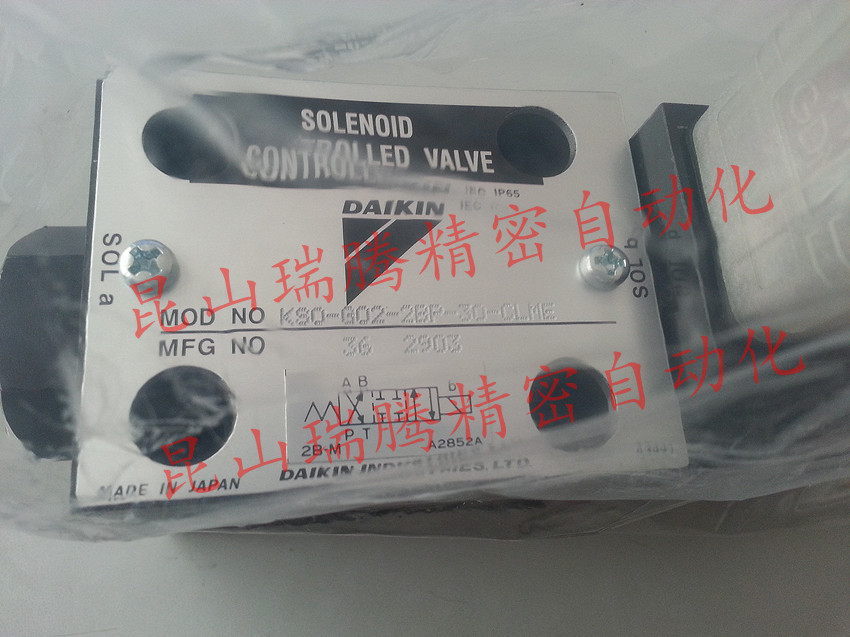 SOLENOID
CONTROLLED VALVE
IEC IP65
DAIKIN
SOL a
SOL b
昆山瑞腾精密自动化
MOD NO KSO-G02-2BP-30-CLME
MFG NO 36 2903
A B
b
P T
2B-M A2852A
昆山瑞腾精密自动化
DAIKIN INDUSTRIES, LTD.
MADE IN JAPAN